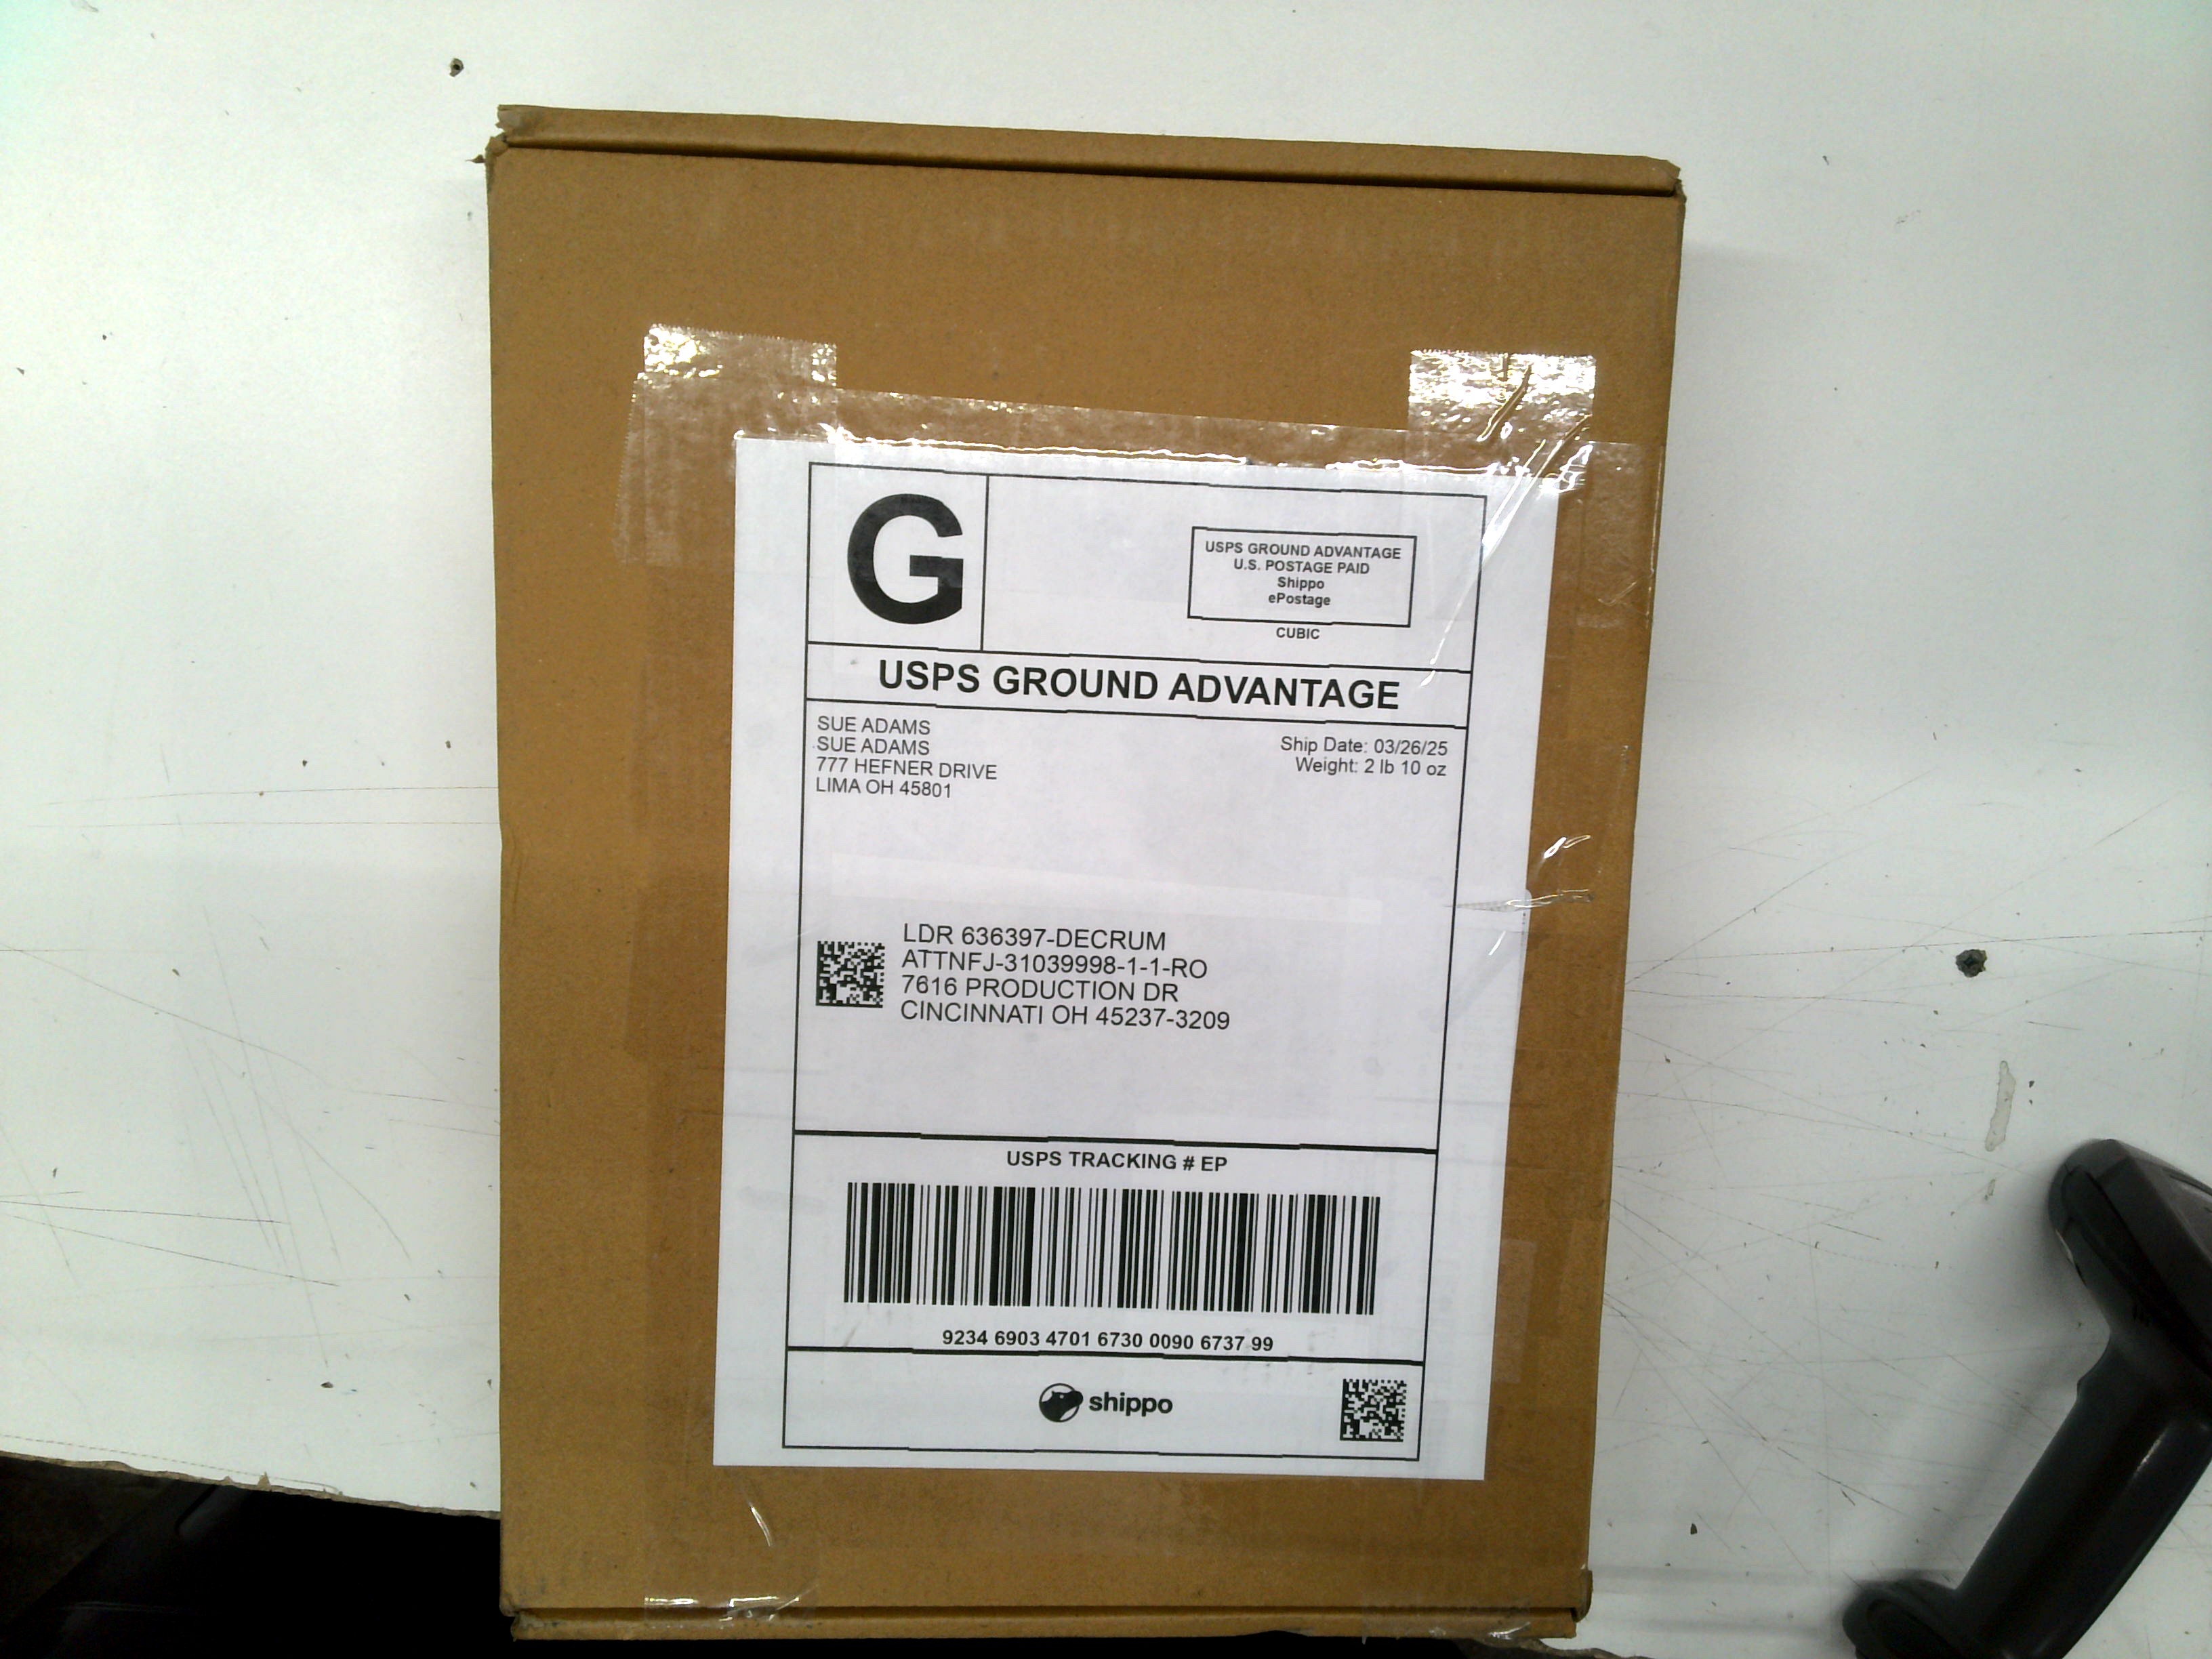 G
USPS GROUND ADVANTAGE
U.S. POSTAGE PAID
Shippo
ePostage
CUBIC
USPS GROUND ADVANTAGE
SUE ADAMS
SUE ADAMS
777 HEFNER DRIVE
LIMA OH 45801
Ship Date: 03/26/25
Weight: 2 lb 10 oz
LDR 636397-DECRUM
ATTNFJ-31039998-1-1-RO
7616 PRODUCTION DR
CINCINNATI OH 45237-3209
USPS TRACKING # EP
9234 6903 4701 6730 0090 6737 99
shippo